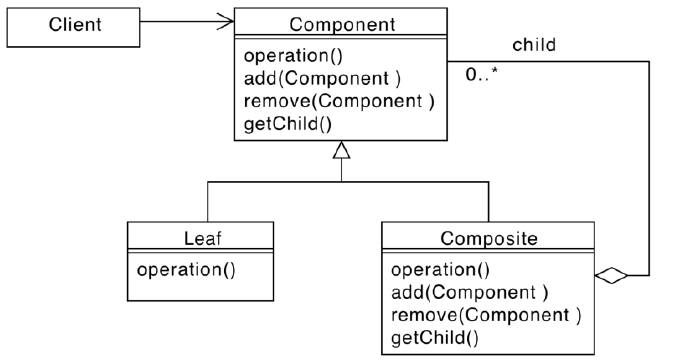 Client
Component
operation()
add(Component )
remove(Component )
getChild()
child
0..*
Leaf
operation()
Composite
operation()
add(Component )
remove(Component )
getChild()